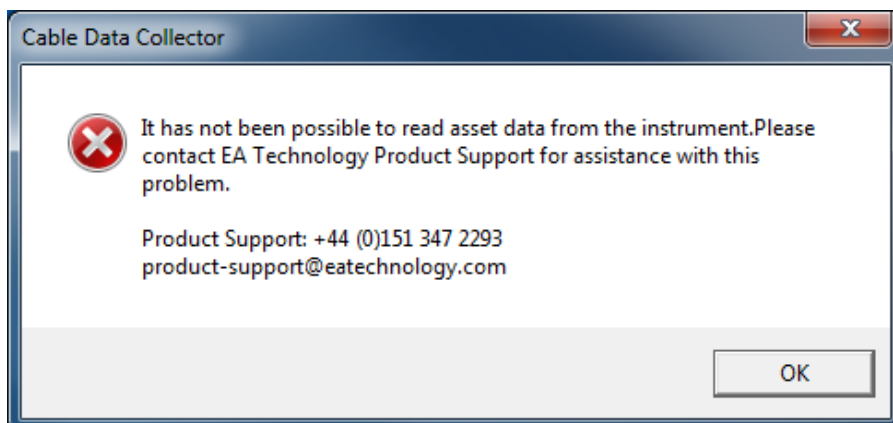 Cable Data Collector
It has not been possible to read asset data from the instrument.Please
contact EA Technology Product Support for assistance with this
problem.
Product Support: +44 (0)151 347 2293
product-support@eatechnology.com
OK